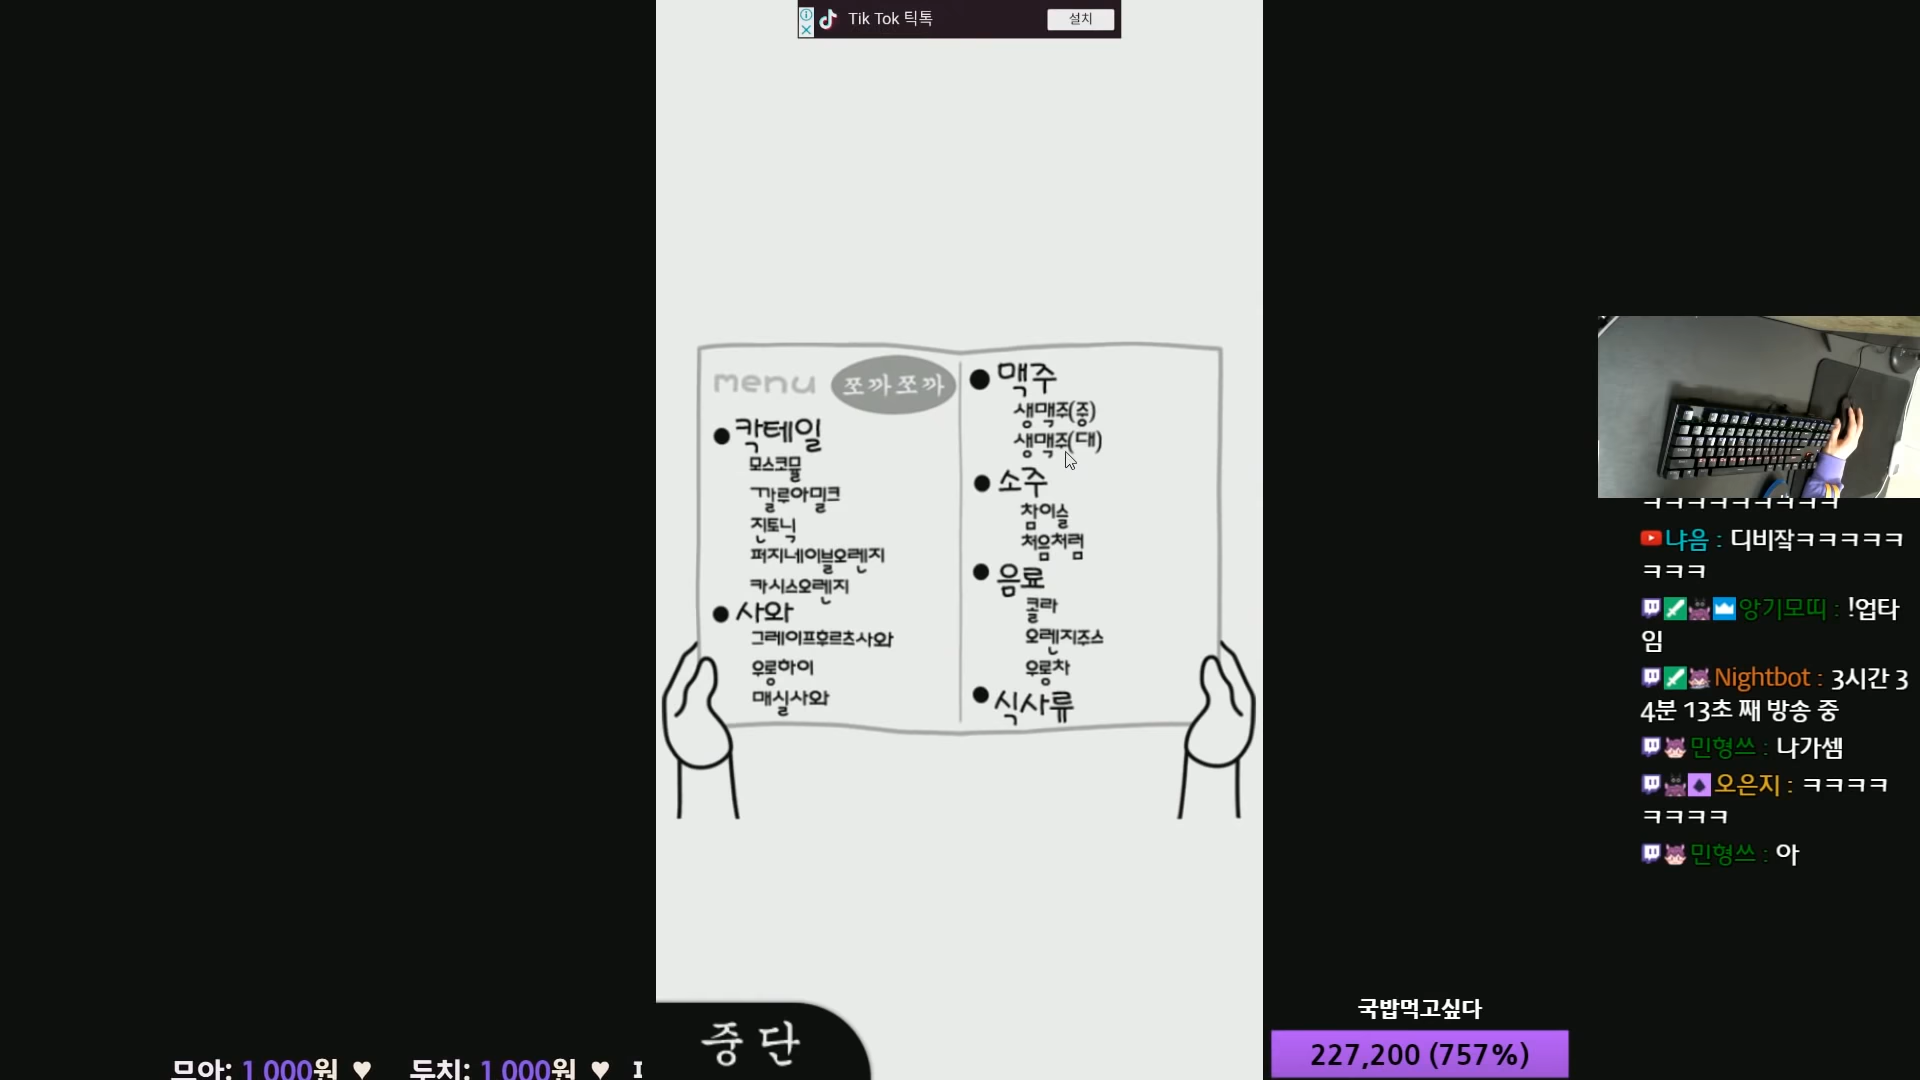 Tik Tok 틱톡
설치
menu 쪼까쪼까
칵테일
모스코뮬
깔루아밀크
진토닉
퍼지네이블오렌지
카시스오렌지
사와
그레이프후르츠사와
우롱하이
매실사와
맥주
생맥주(중)
생맥주(대)
소주
참이슬
처음처럼
음료
콜라
오렌지주스
우롱차
식사류
중단
냐음 : 디비잨ㅋㅋㅋㅋㅋ
ㅋㅋㅋ
앙기모띠 : !업타
임
Nightbot : 3시간 3
4분 13초 째 방송 중
민형쓰 : 나가셈
오은지 : ㅋㅋㅋㅋ
ㅋㅋㅋㅋ
민형쓰 : 아
국밥먹고싶다
227,200 (757%)
모아: 1,000원 ♥ 두치: 1,000원 ♥